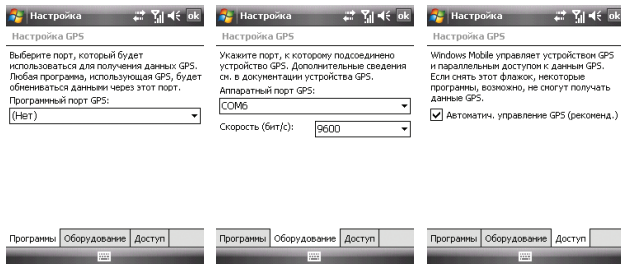 Настройка
ok
Настройка GPS
Выберите порт, который будет
использоваться для получения данных GPS.
Любая программа, использующая GPS, будет
обмениваться данными через этот порт.
Программный порт GPS:
(Нет)
Программы Оборудование Доступ
Настройка
ok
Настройка GPS
Укажите порт, к которому подсоединено
устройство GPS. Дополнительные сведения
см. в документации устройства GPS.
Аппаратный порт GPS:
COM6
Скорость (бит/с): 9600
Программы Оборудование Доступ
Настройка
ok
Настройка GPS
Windows Mobile управляет устройством GPS
и параллельным доступом к данным GPS.
Если снять этот флажок, некоторые
программы, возможно, не смогут получать
данные GPS.
Автоматич. управление GPS (рекоменд.)
Программы Оборудование Доступ